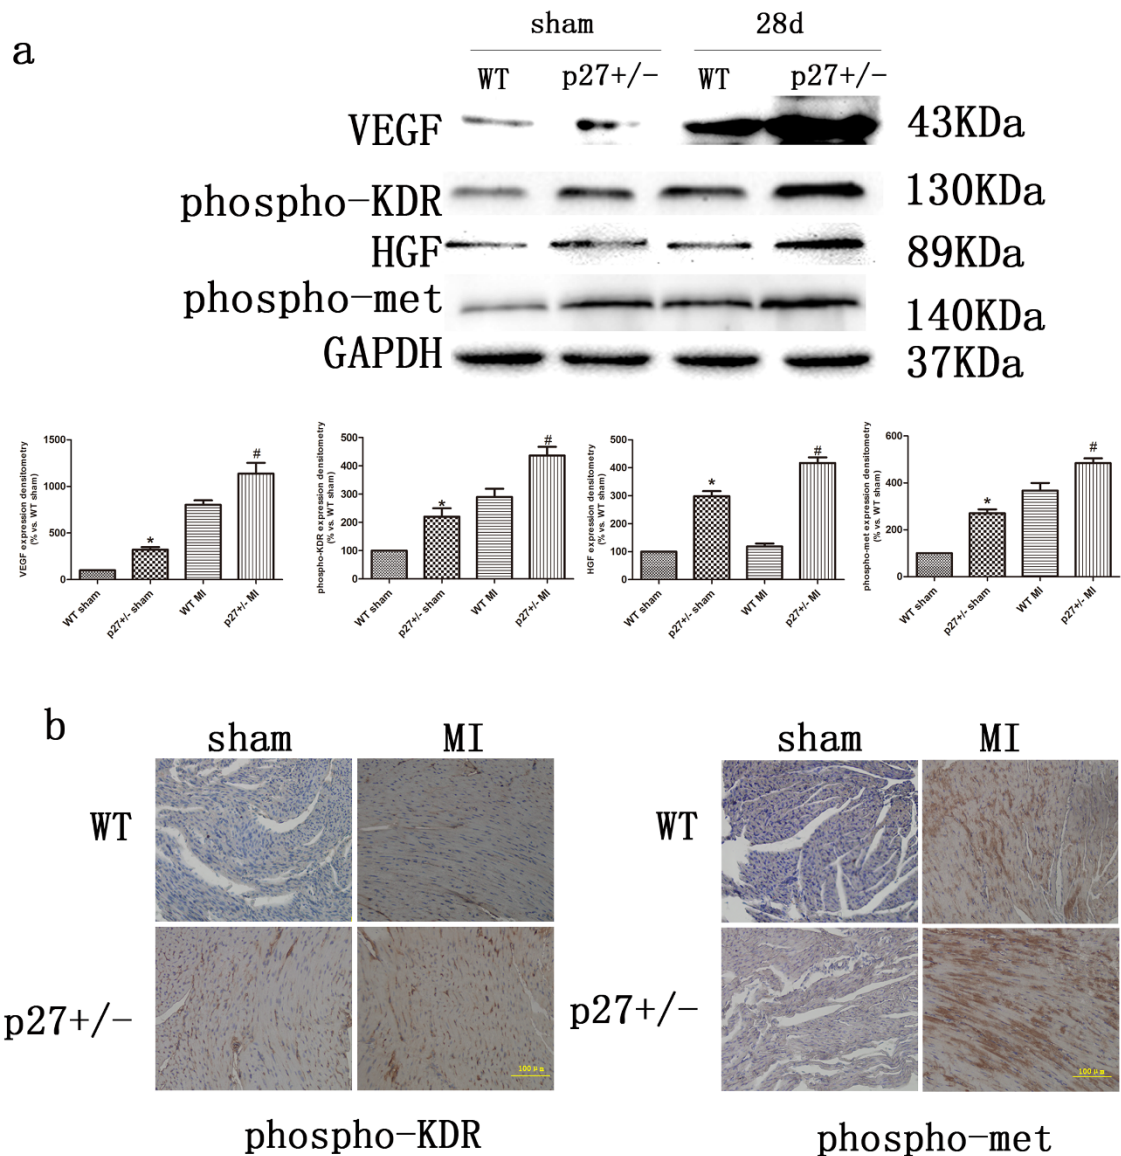 a
sham 28d
WT p27+/- WT p27+/-
VEGF 43KDa
phospho-KDR 130KDa
HGF 89KDa
phospho-met 140KDa
GAPDH 37KDa
VEGF expression densitometry
(% vs. WT sham)
1500
1000
500
0
*
#
WT sham
p27+/- sham
WT MI
p27+/- MI
phospho-KDR expression densitometry
(% vs. WT sham)
500
400
300
200
100
0
*
#
WT sham
p27+/- sham
WT MI
p27+/- MI
HGF expression densitometry
(% vs. WT sham)
500
400
300
200
100
0
*
#
WT sham
p27+/- sham
WT MI
p27+/- MI
phospho-met expression densitometry
(% vs. WT sham)
600
400
200
0
*
#
WT sham
p27+/- sham
WT MI
p27+/- MI
b
sham MI
WT
p27+/-
100μm
phospho-KDR
sham MI
WT
p27+/-
100μm
phospho-met